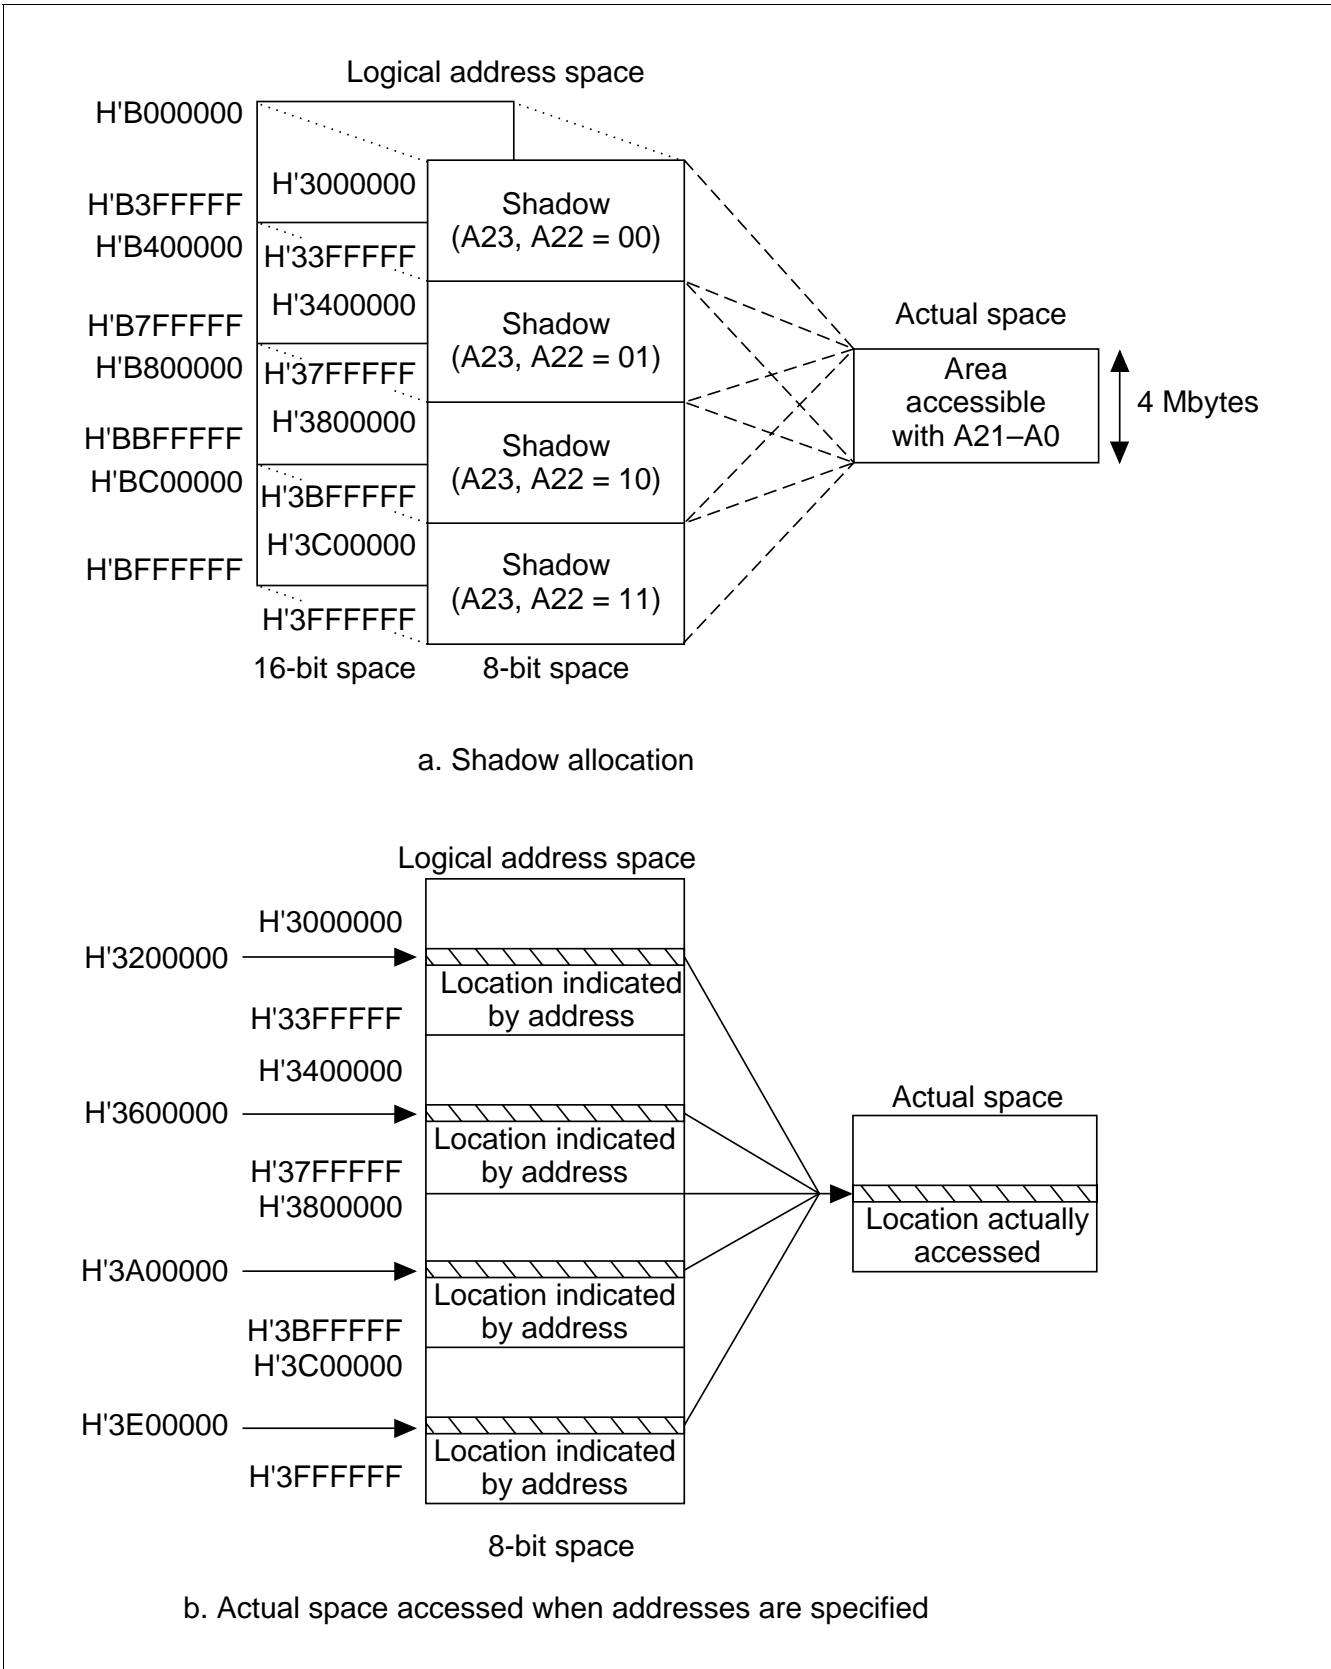 Logical address space
H'B000000
H'B3FFFFF
H'B400000
H'B7FFFFF
H'B800000
H'BBFFFFF
H'BC00000
H'BFFFFFF
H'3000000
H'33FFFFF
H'3400000
H'37FFFFF
H'3800000
H'3BFFFFF
H'3C00000
H'3FFFFFF
Shadow
(A23, A22 = 00)
Shadow
(A23, A22 = 01)
Shadow
(A23, A22 = 10)
Shadow
(A23, A22 = 11)
16-bit space
8-bit space
Actual space
Area
accessible
with A21–A0
4 Mbytes
a. Shadow allocation
Logical address space
H'3000000
H'3200000
Location indicated
by address
H'33FFFFF
H'3400000
H'3600000
Location indicated
by address
H'37FFFFF
H'3800000
H'3A00000
Location indicated
by address
H'3BFFFFF
H'3C00000
H'3E00000
Location indicated
by address
H'3FFFFFF
8-bit space
Actual space
Location actually
accessed
b. Actual space accessed when addresses are specified